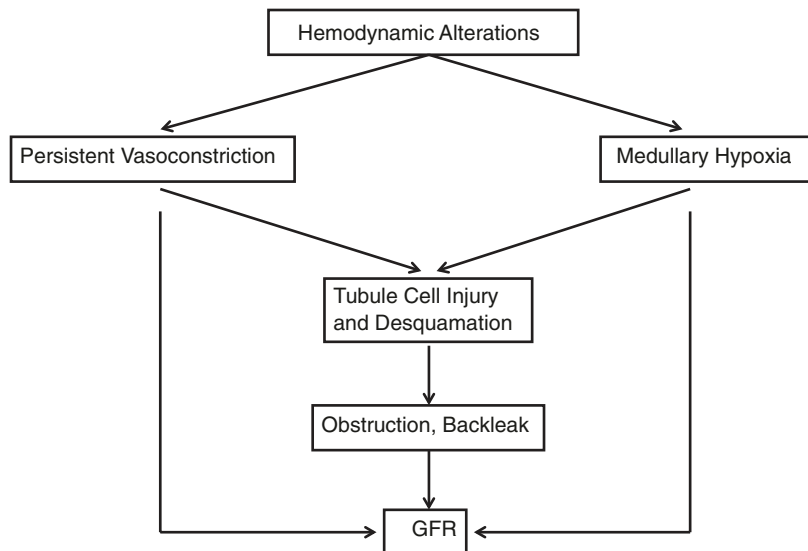 Hemodynamic Alterations
Persistent Vasoconstriction
Medullary Hypoxia
Tubule Cell Injury
and Desquamation
Obstruction, Backleak
GFR